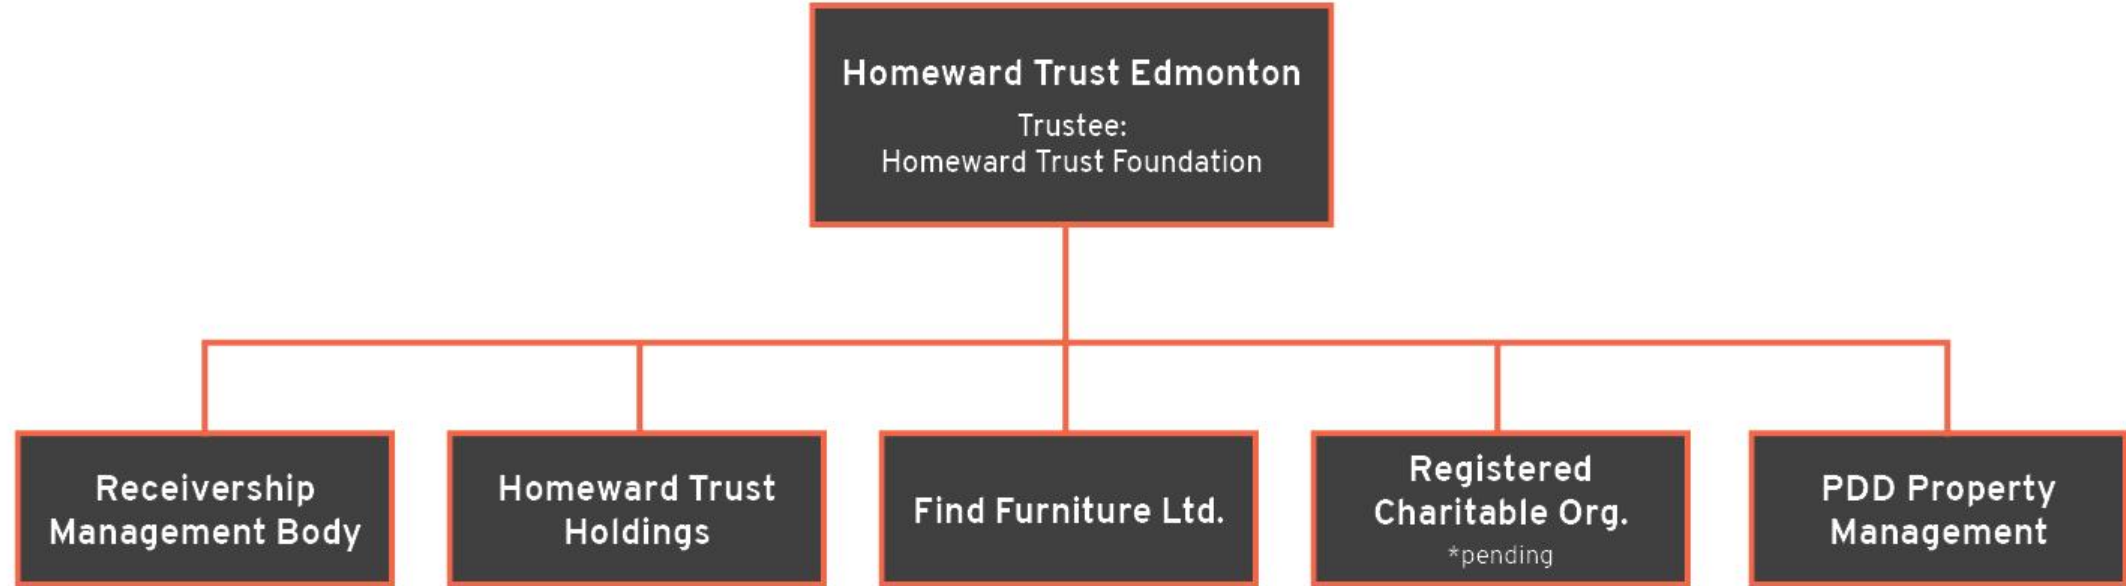 Homeward Trust Edmonton
Trustee:
Homeward Trust Foundation
Receivership
Management Body
Homeward Trust
Holdings
Find Furniture Ltd.
Registered
Charitable Org.
*pending
PDD Property
Management